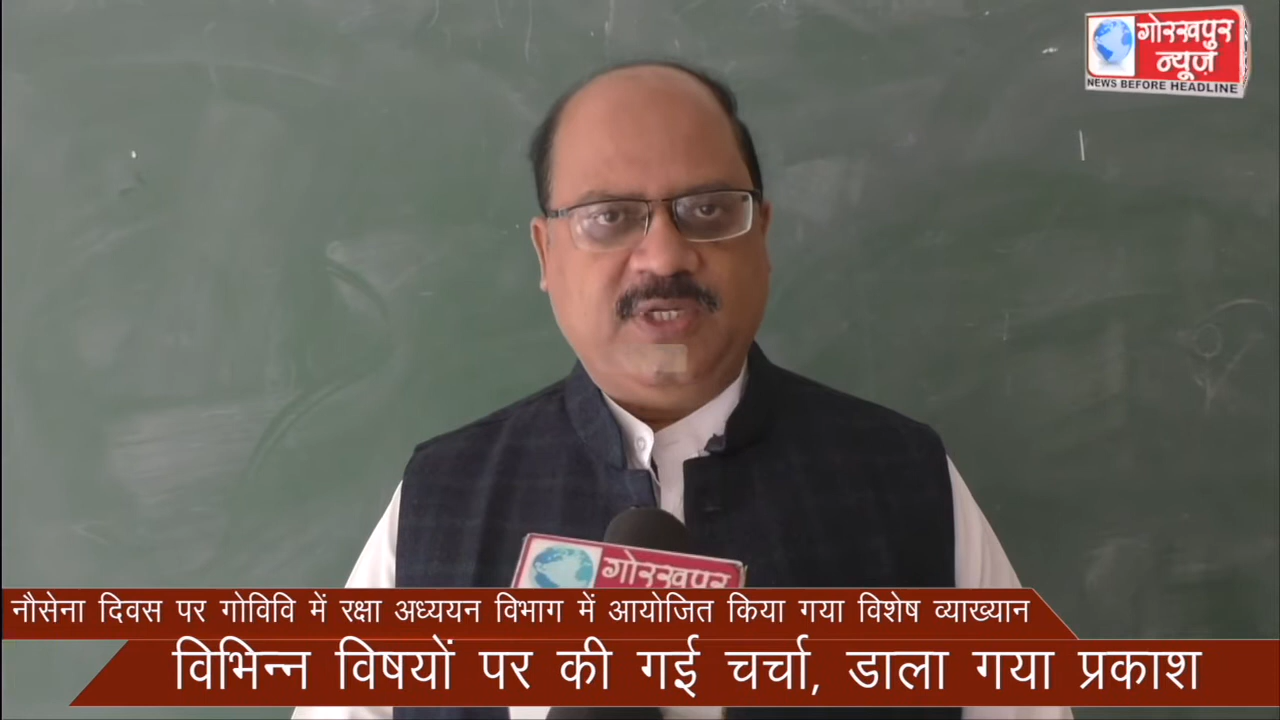 गोरखपुर
न्यूज़
NEWS BEFORE HEADLINE
गोरखपुर
नौसेना दिवस पर गोविवि में रक्षा अध्ययन विभाग में आयोजित किया गया विशेष व्याख्यान
विभिन्न विषयों पर की गई चर्चा, डाला गया प्रकाश